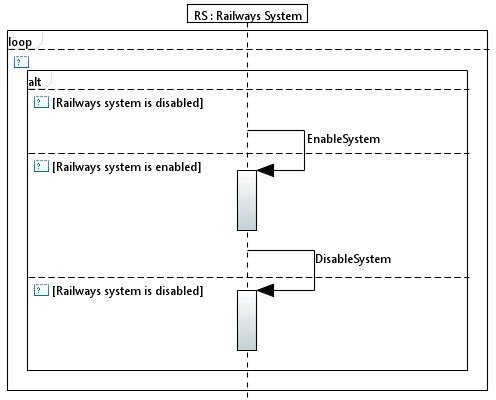 RS : Railways System
loop
?
alt
? [Railways system is disabled]
EnableSystem
? [Railways system is enabled]
DisableSystem
? [Railways system is disabled]